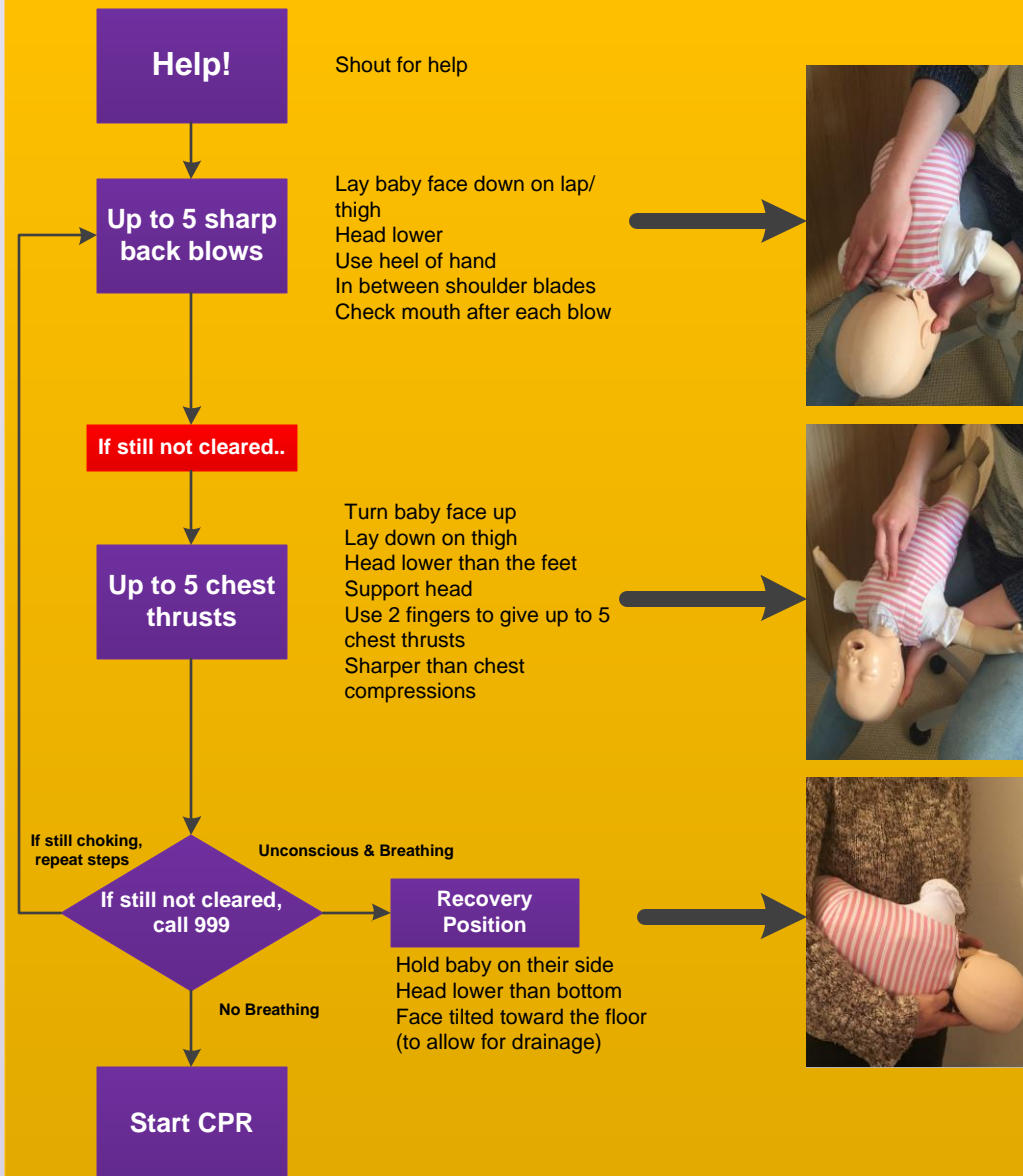 Help!
Shout for help
Up to 5 sharp
back blows
Lay baby face down on lap/
thigh
Head lower
Use heel of hand
In between shoulder blades
Check mouth after each blow
If still not cleared..
Up to 5 chest
thrusts
Turn baby face up
Lay down on thigh
Head lower than the feet
Support head
Use 2 fingers to give up to 5
chest thrusts
Sharper than chest
compressions
If still choking,
repeat steps
Unconscious & Breathing
If still not cleared,
call 999
Recovery
Position
Hold baby on their side
Head lower than bottom
Face tilted toward the floor
(to allow for drainage)
No Breathing
Start CPR